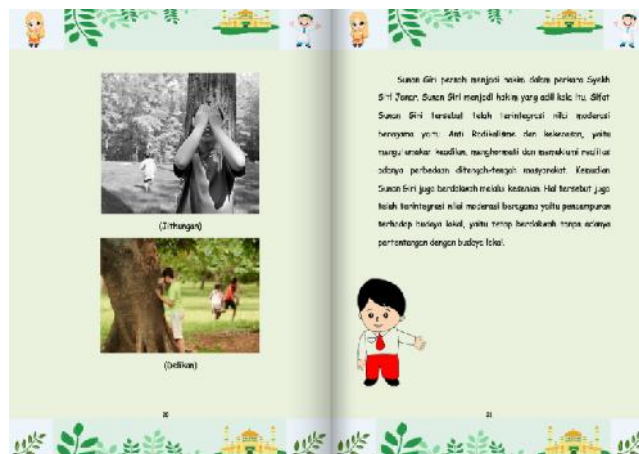 (Jithungan)
(Delikan)
20
Sunan Giri pernah menjadi hakim dalam perkara Syekh
Siti Jenar. Sunan Giri menjadi hakim yang adil kala itu. Sifat
Sunan Giri tersebut telah terintegrasi nilai moderasi
beragama yaitu Anti Radikalisme dan kekerasan, yaitu
mengutamakan keadilan, menghormati dan memaklumi realitas
adanya perbedaan ditengah-tengah masyarakat. Kemudian
Sunan Giri juga berdakwah melalui kesenian. Hal tersebut juga
telah terintegrasi nilai moderasi beragama yaitu
terhadap budaya lokal, yaitu tetap berdakwah tanpa adanya
pertentangan dengan budaya lokal.
21